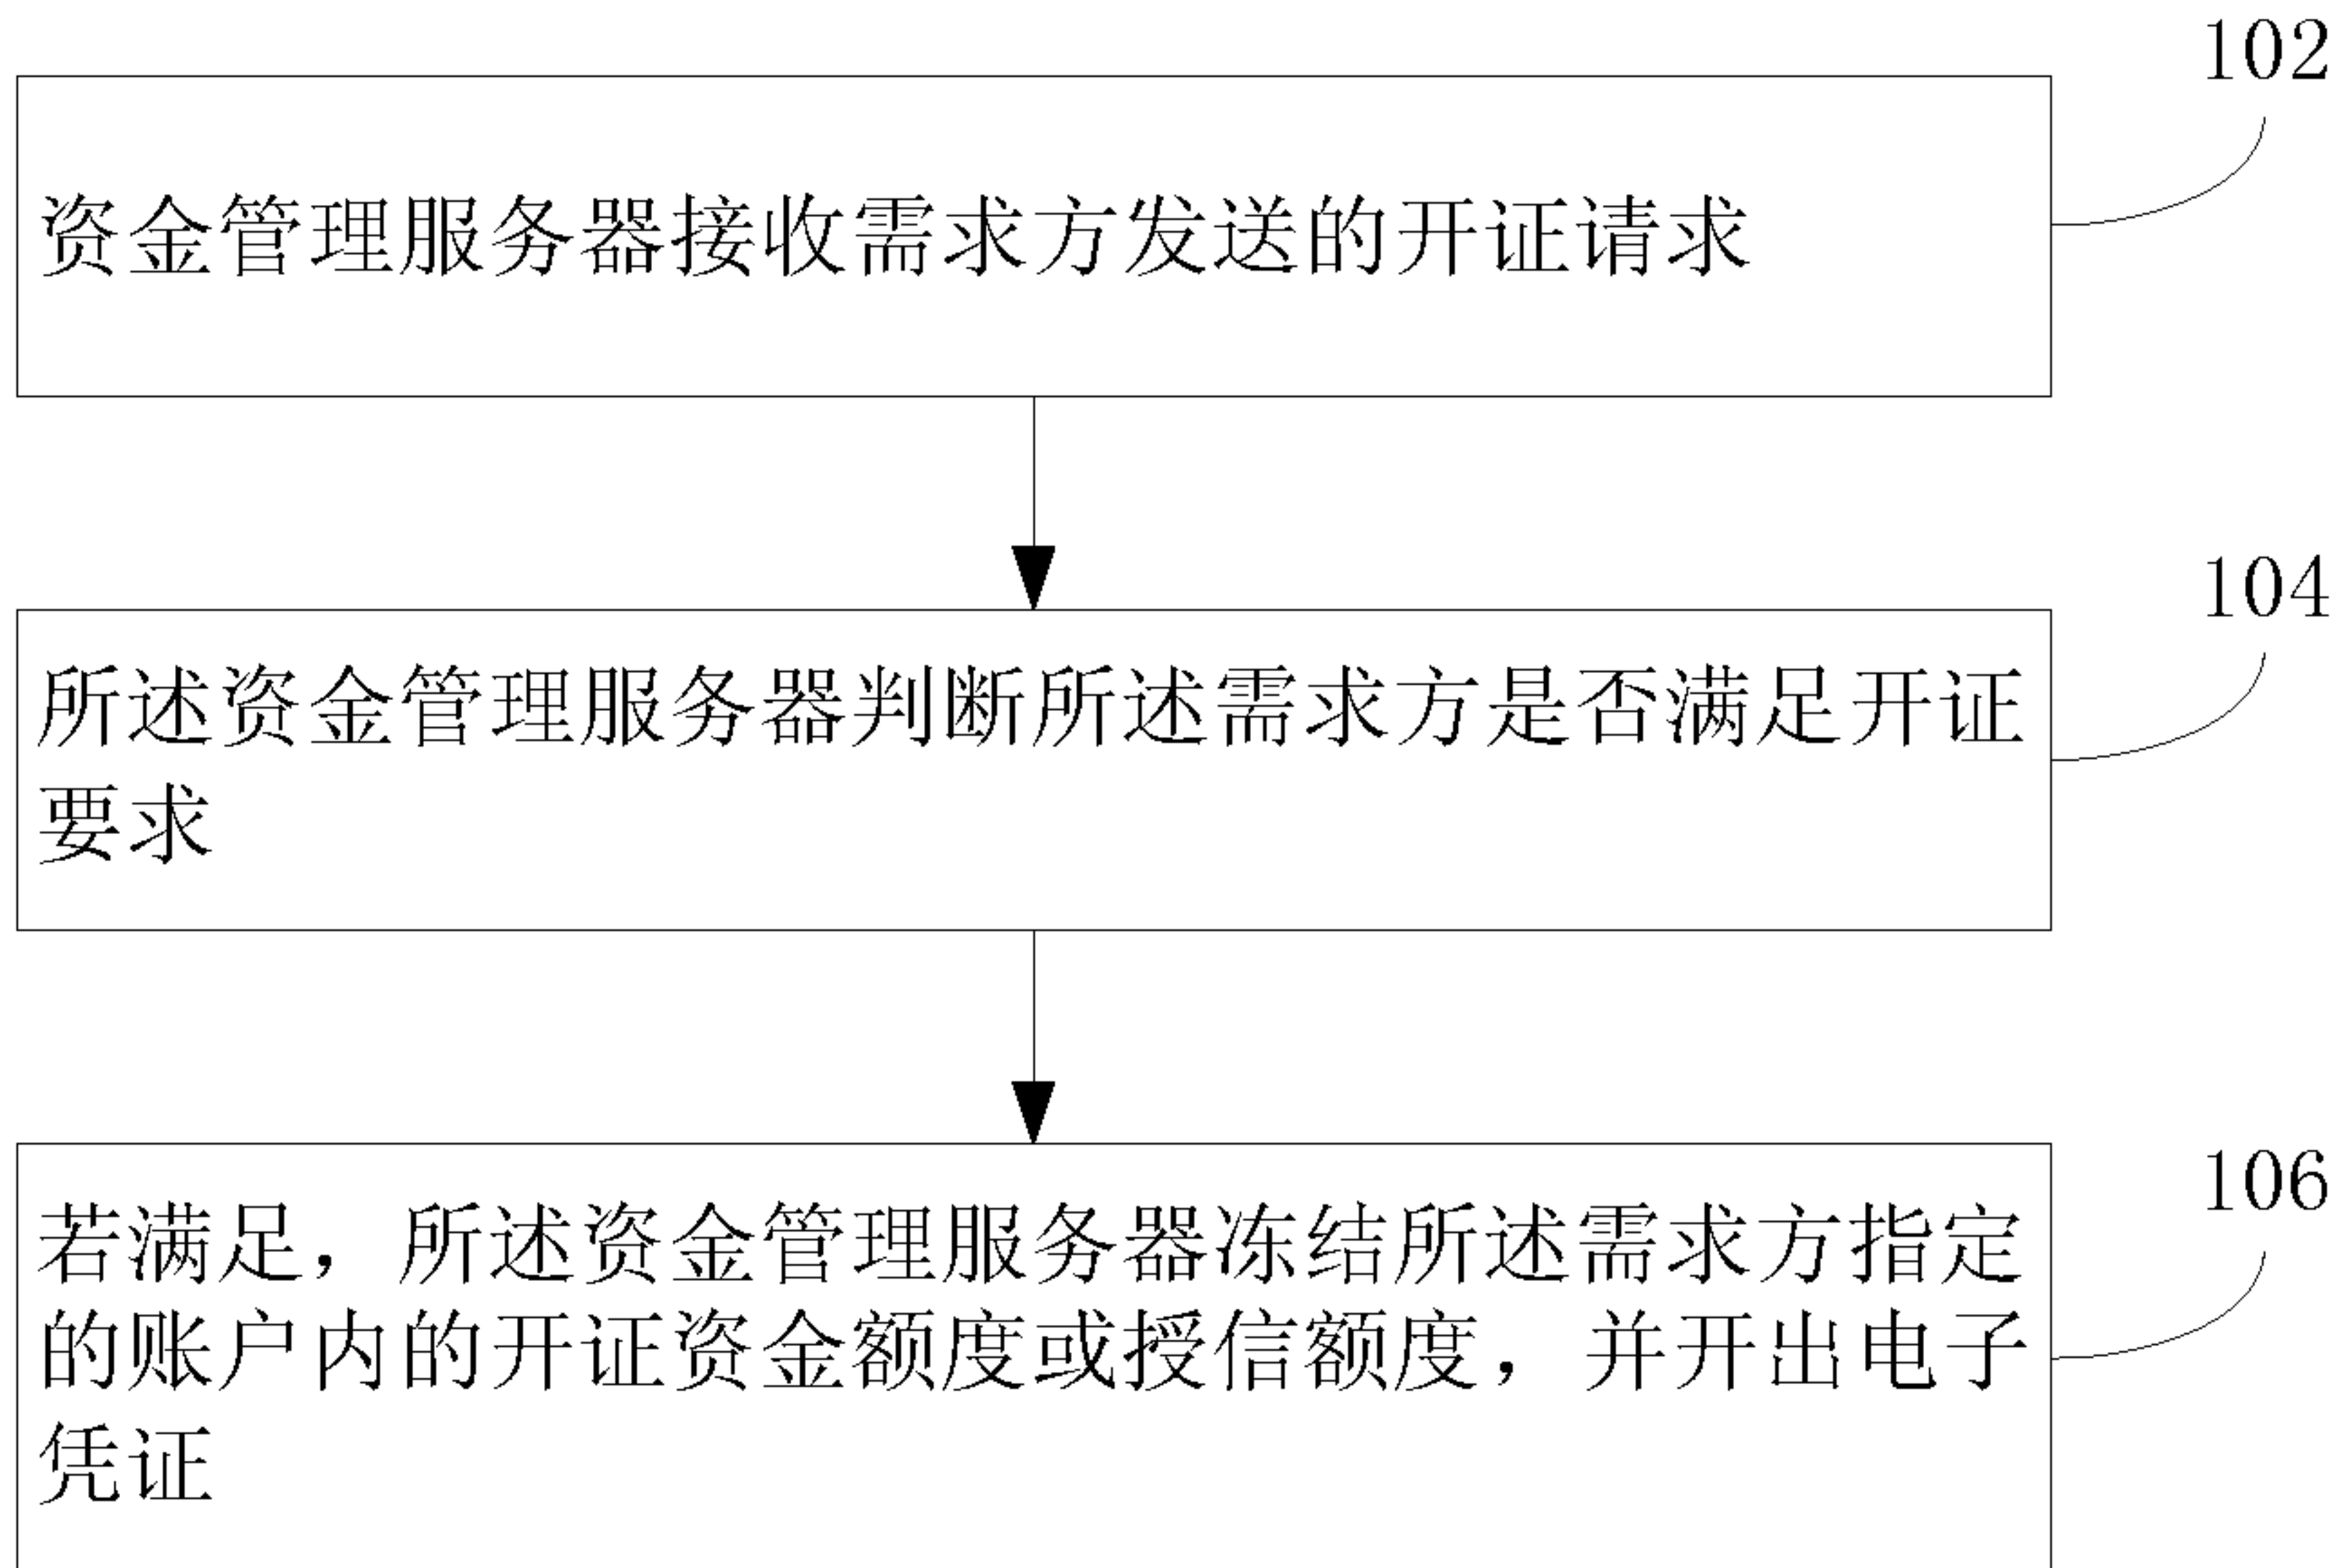 102
资金管理服务器接收需求方发送的开证请求
104
所述资金管理服务器判断所述需求方是否满足开证
要求
106
若满足，所述资金管理服务器冻结所述需求方指定
的账户内的开证资金额度或授信额度，并开出电子
凭证